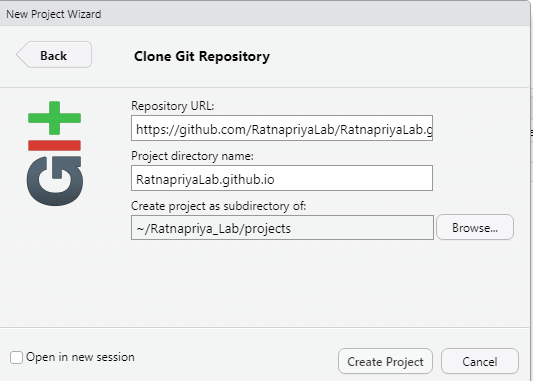 New Project Wizard
Back
Clone Git Repository
Repository URL:
https://github.com/RatnapriyaLab/RatnapriyaLab.g
Project directory name:
RatnapriyaLab.github.io
Create project as subdirectory of:
~/Ratnapriya_Lab/projects
Browse...
Git
Open in new session
Create Project
Cancel